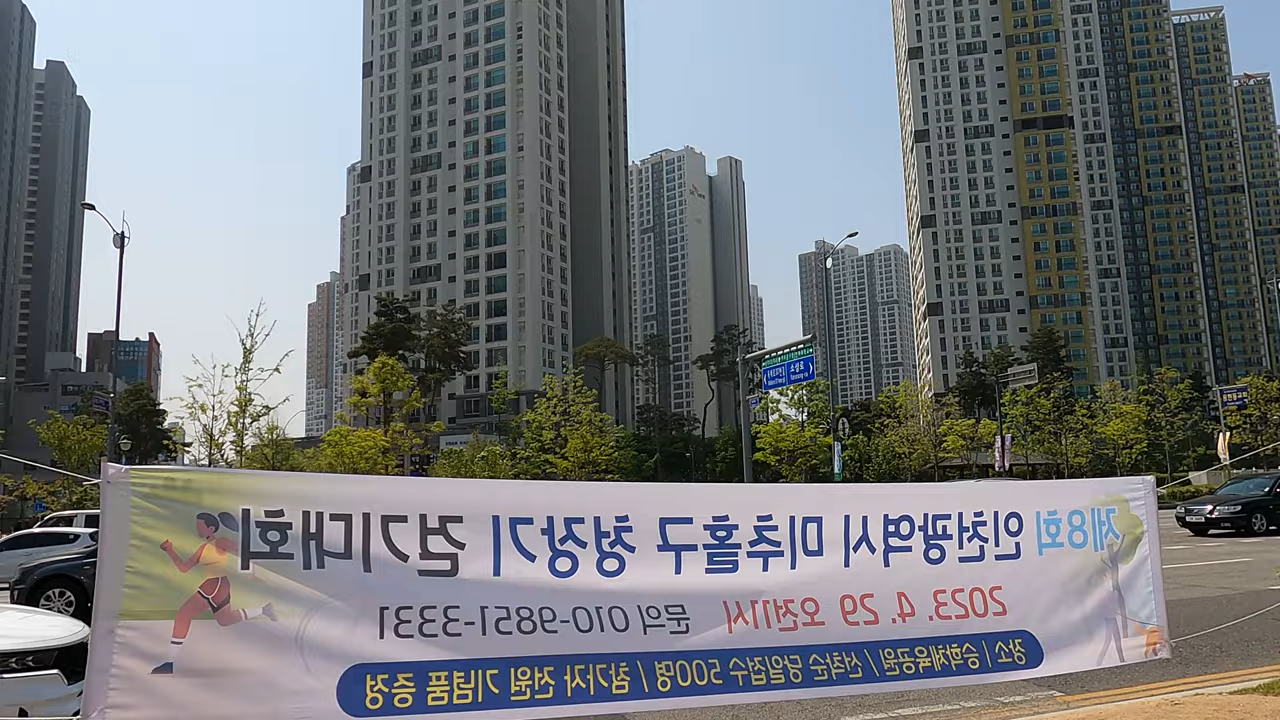 제8회 인천광역시 미추홀구 청장기 걷기대회
2023. 4. 29 오전11시 문의 010-9851-3331
장소 | 승학체육공원 / 선착순 당일접수 500명 / 참가자 전원 기념품 증정